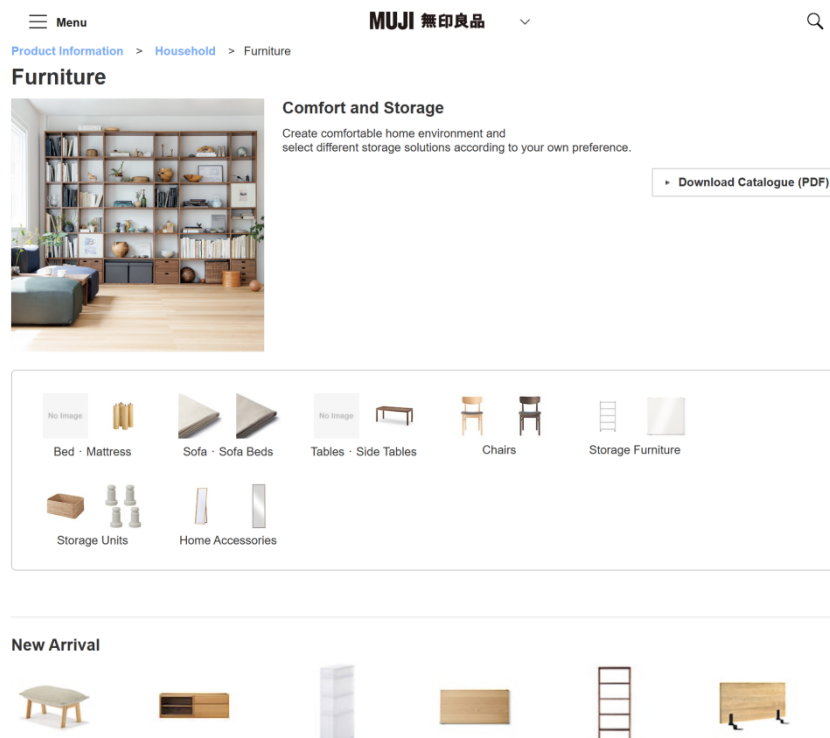 Menu
MUJI 無印良品
Product Information > Household > Furniture
Furniture
Comfort and Storage
Create comfortable home environment and
select different storage solutions according to your own preference.
Download Catalogue (PDF)
No Image
No Image
Bed · Mattress
Sofa · Sofa Beds
Tables · Side Tables
Chairs
Storage Furniture
Storage Units
Home Accessories
New Arrival